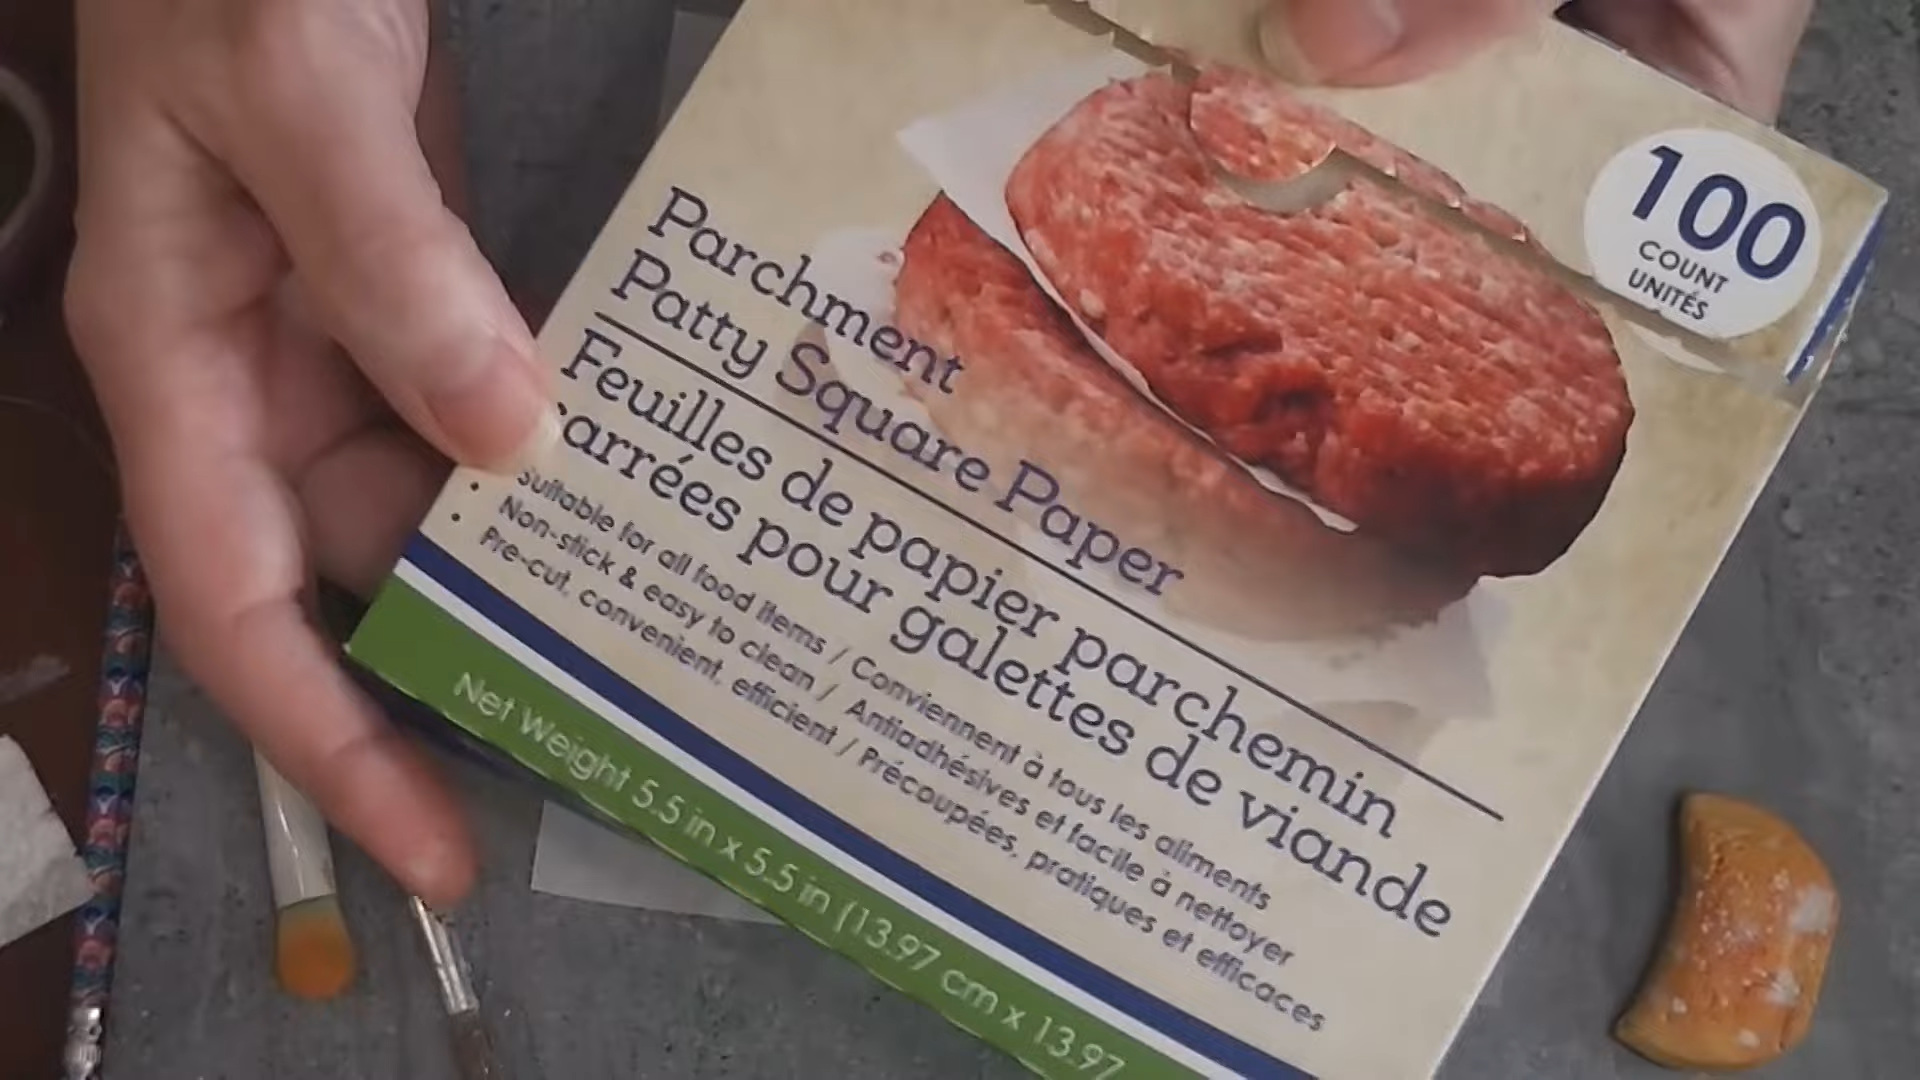 100
COUNT
UNITÉS
Parchment
Patty Square Paper
Feuilles de papier parchemin
carrées pour galettes de viande
Suitable for all food items / Conviennent à tous les aliments
• Non-stick & easy to clean / Antiadhésives et facile à nettoyer
• Pre-cut, convenient, efficient / Précoupées, pratiques et efficaces
Net Weight 5.5 in x 5.5 in (13.97 cm x 13.97